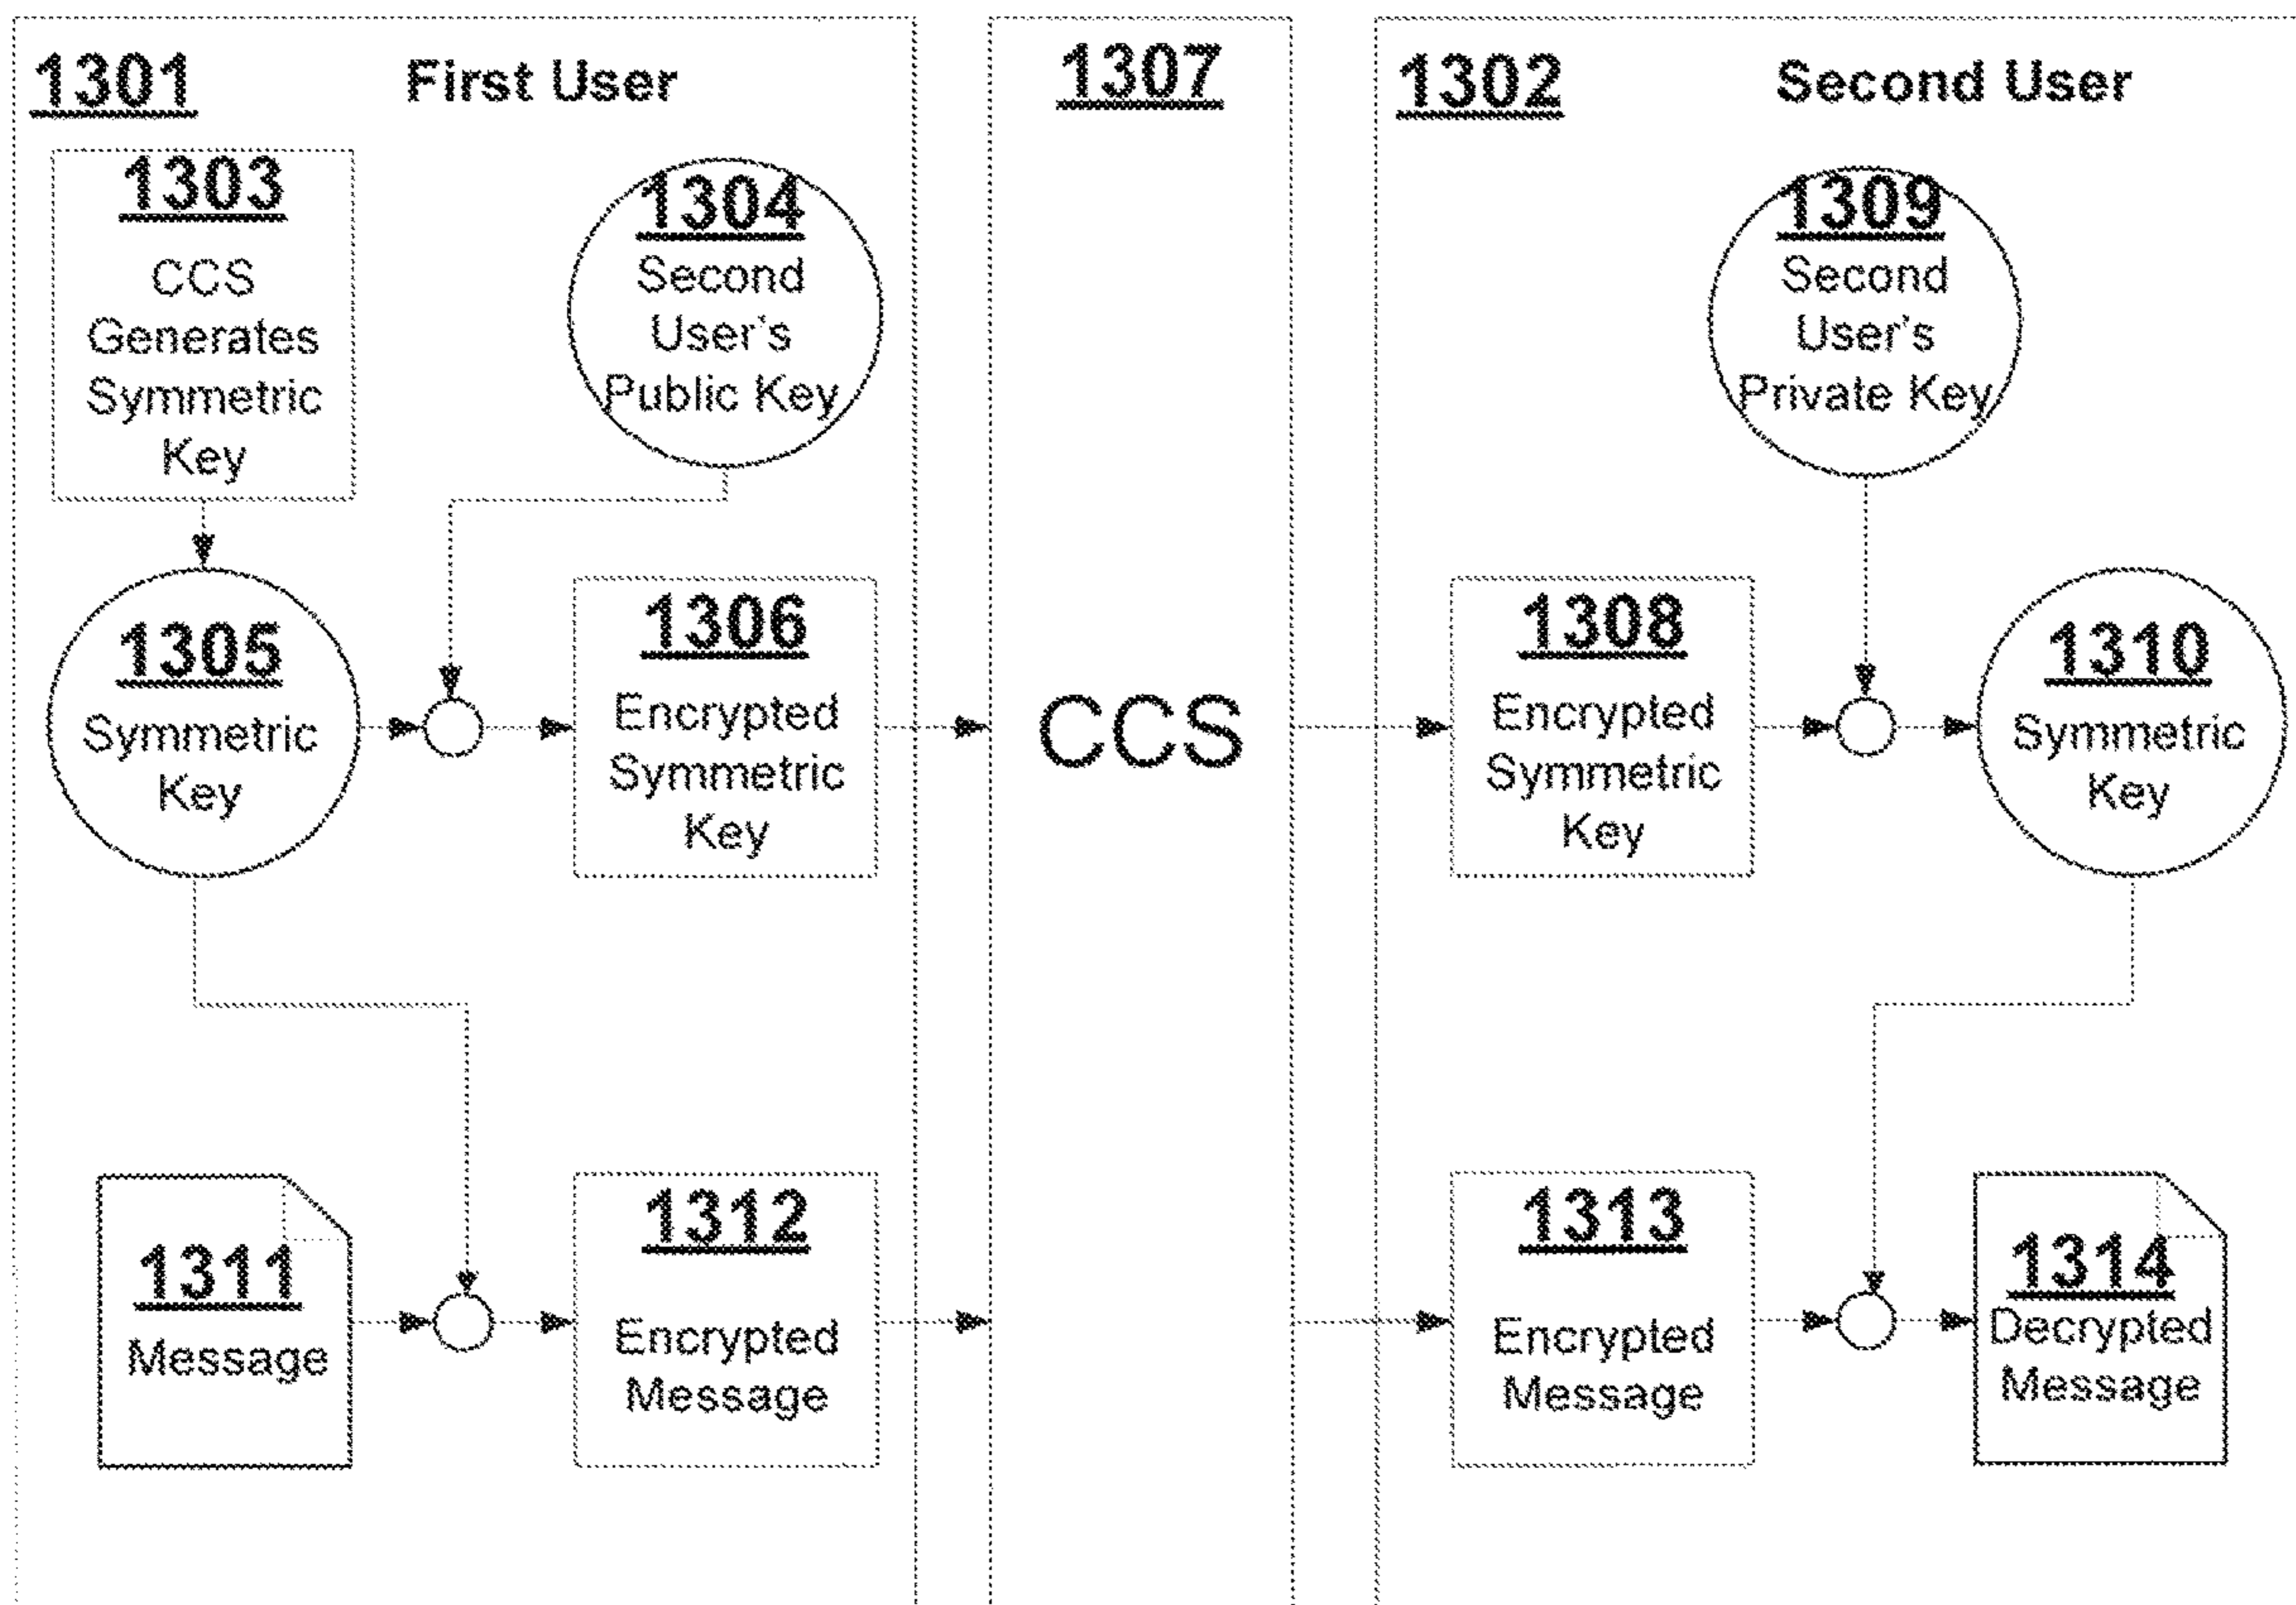 1301
First User
1303
CCS
Generates
Symmetric
Key
1304
Second
User's
Public Key
1305
Symmetric
Key
1306
Encrypted
Symmetric
Key
1311
Message
1312
Encrypted
Message
1307
CCS
1302
Second User
1309
Second
User's
Private Key
1308
Encrypted
Symmetric
Key
1310
Symmetric
Key
1313
Encrypted
Message
1314
Decrypted
Message